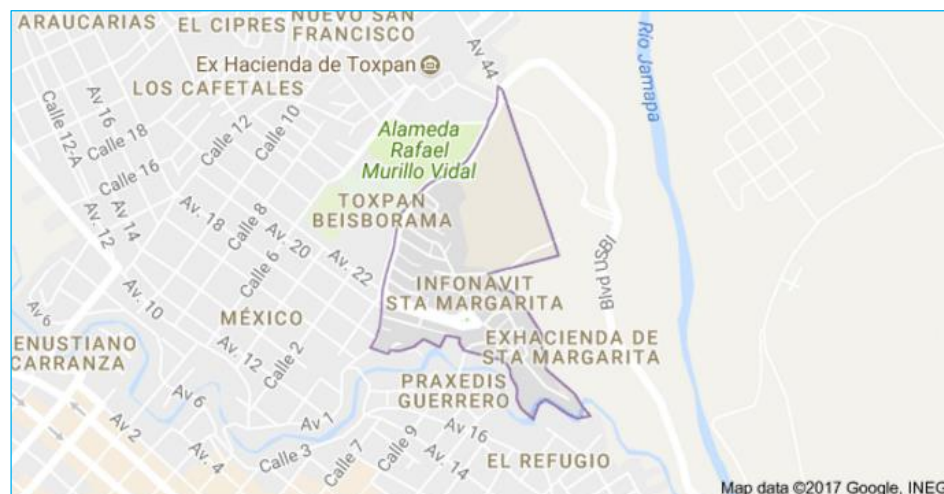 ARAUCARIAS
EL CIPRES
NUEVO SAN
FRANCISCO
Av 44
Río Jamapa
Ex Hacienda de Toxpan
LOS CAFETALES
Av 16
Calle 18
Calle 12
Calle 10
Calle 12-A
Alameda
Rafael
Murillo Vidal
Calle 16
TOXPAN
BEISBORAMA
Av. 14
Av. 12
Av. 18
Calle 8
Av. 20
Calle 6
Av. 22
Blvd USBI
INFONAVIT
STA MARGARITA
Av. 10
Av 6
MÉXICO
EXHACIENDA DE
STA MARGARITA
ENUSTIANO
CARRANZA
Av. 12
Calle 2
PRAXEDIS
GUERRERO
Av 6
Av 1
Av 2
Av. 4
Calle 3
Calle 7
Calle 9
Av 16
Av. 14
EL REFUGIO
Map data ©2017 Google, INEG